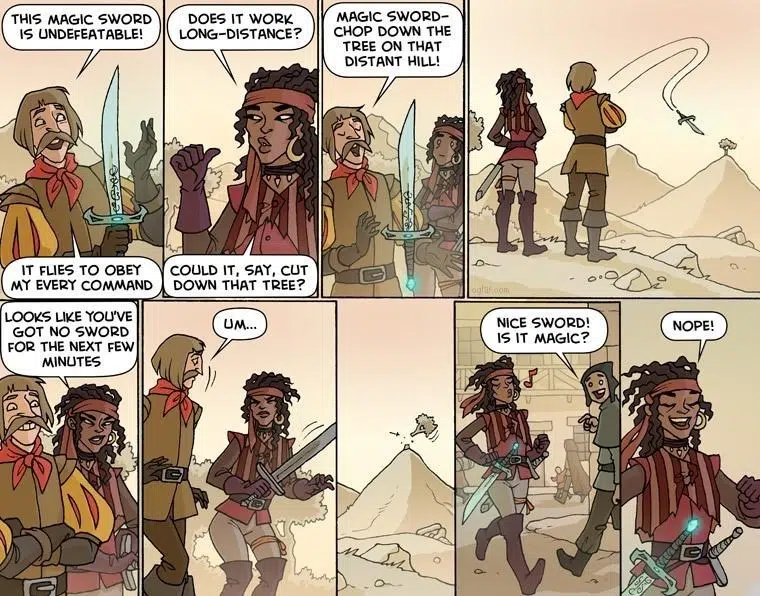 THIS MAGIC SWORD
IS UNDEFEATABLE!
IT FLIES TO OBEY
MY EVERY COMMAND
DOES IT WORK
LONG-DISTANCE?
COULD IT, SAY, CUT
DOWN THAT TREE?
MAGIC SWORD-
CHOP DOWN THE
TREE ON THAT
DISTANT HILL!
oglaf.com
LOOKS LIKE YOU'VE
GOT NO SWORD
FOR THE NEXT FEW
MINUTES
UM...
NICE SWORD!
IS IT MAGIC?
NOPE!